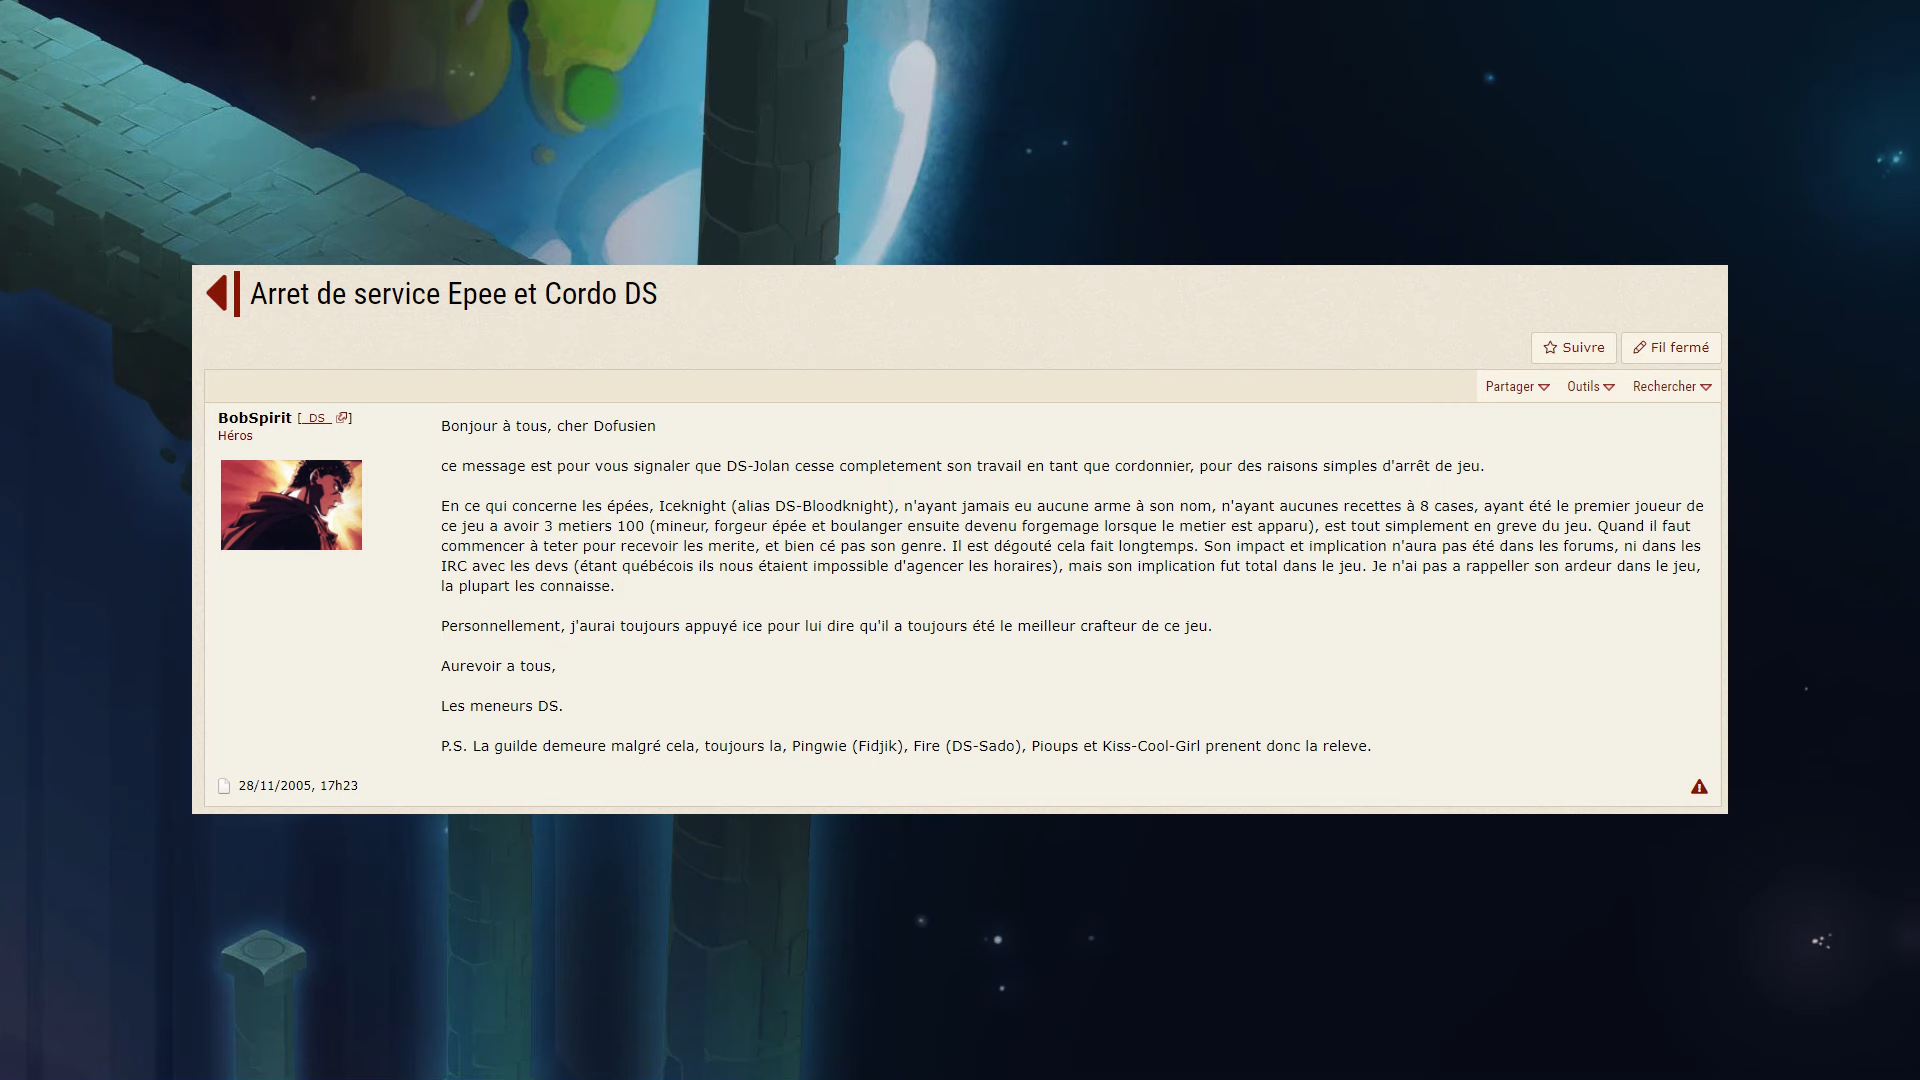 Arret de service Epee et Cordo DS
Suivre
Fil fermé
Partager
Outils
Rechercher
BobSpirit [_DS_]
Héros
Bonjour à tous, cher Dofusien
ce message est pour vous signaler que DS-Jolan cesse completement son travail en tant que cordonnier, pour des raisons simples d'arrêt de jeu.
En ce qui concerne les épées, Iceknight (alias DS-Bloodknight), n'ayant jamais eu aucune arme à son nom, n'ayant aucunes recettes à 8 cases, ayant été le premier joueur de
ce jeu a avoir 3 metiers 100 (mineur, forgeur épée et boulanger ensuite devenu forgemage lorsque le metier est apparu), est tout simplement en greve du jeu. Quand il faut
commencer à teter pour recevoir les merite, et bien cé pas son genre. Il est dégouté cela fait longtemps. Son impact et implication n'aura pas été dans les forums, ni dans les
IRC avec les devs (étant québécois ils nous étaient impossible d'agencer les horaires), mais son implication fut total dans le jeu. Je n'ai pas a rappeller son ardeur dans le jeu,
la plupart les connaisse.
Personnellement, j'aurai toujours appuyé ice pour lui dire qu'il a toujours été le meilleur crafteur de ce jeu.
Aurevoir a tous,
Les meneurs DS.
P.S. La guilde demeure malgré cela, toujours la, Pingwie (Fidjik), Fire (DS-Sado), Pioups et Kiss-Cool-Girl prenent donc la releve.
28/11/2005, 17h23